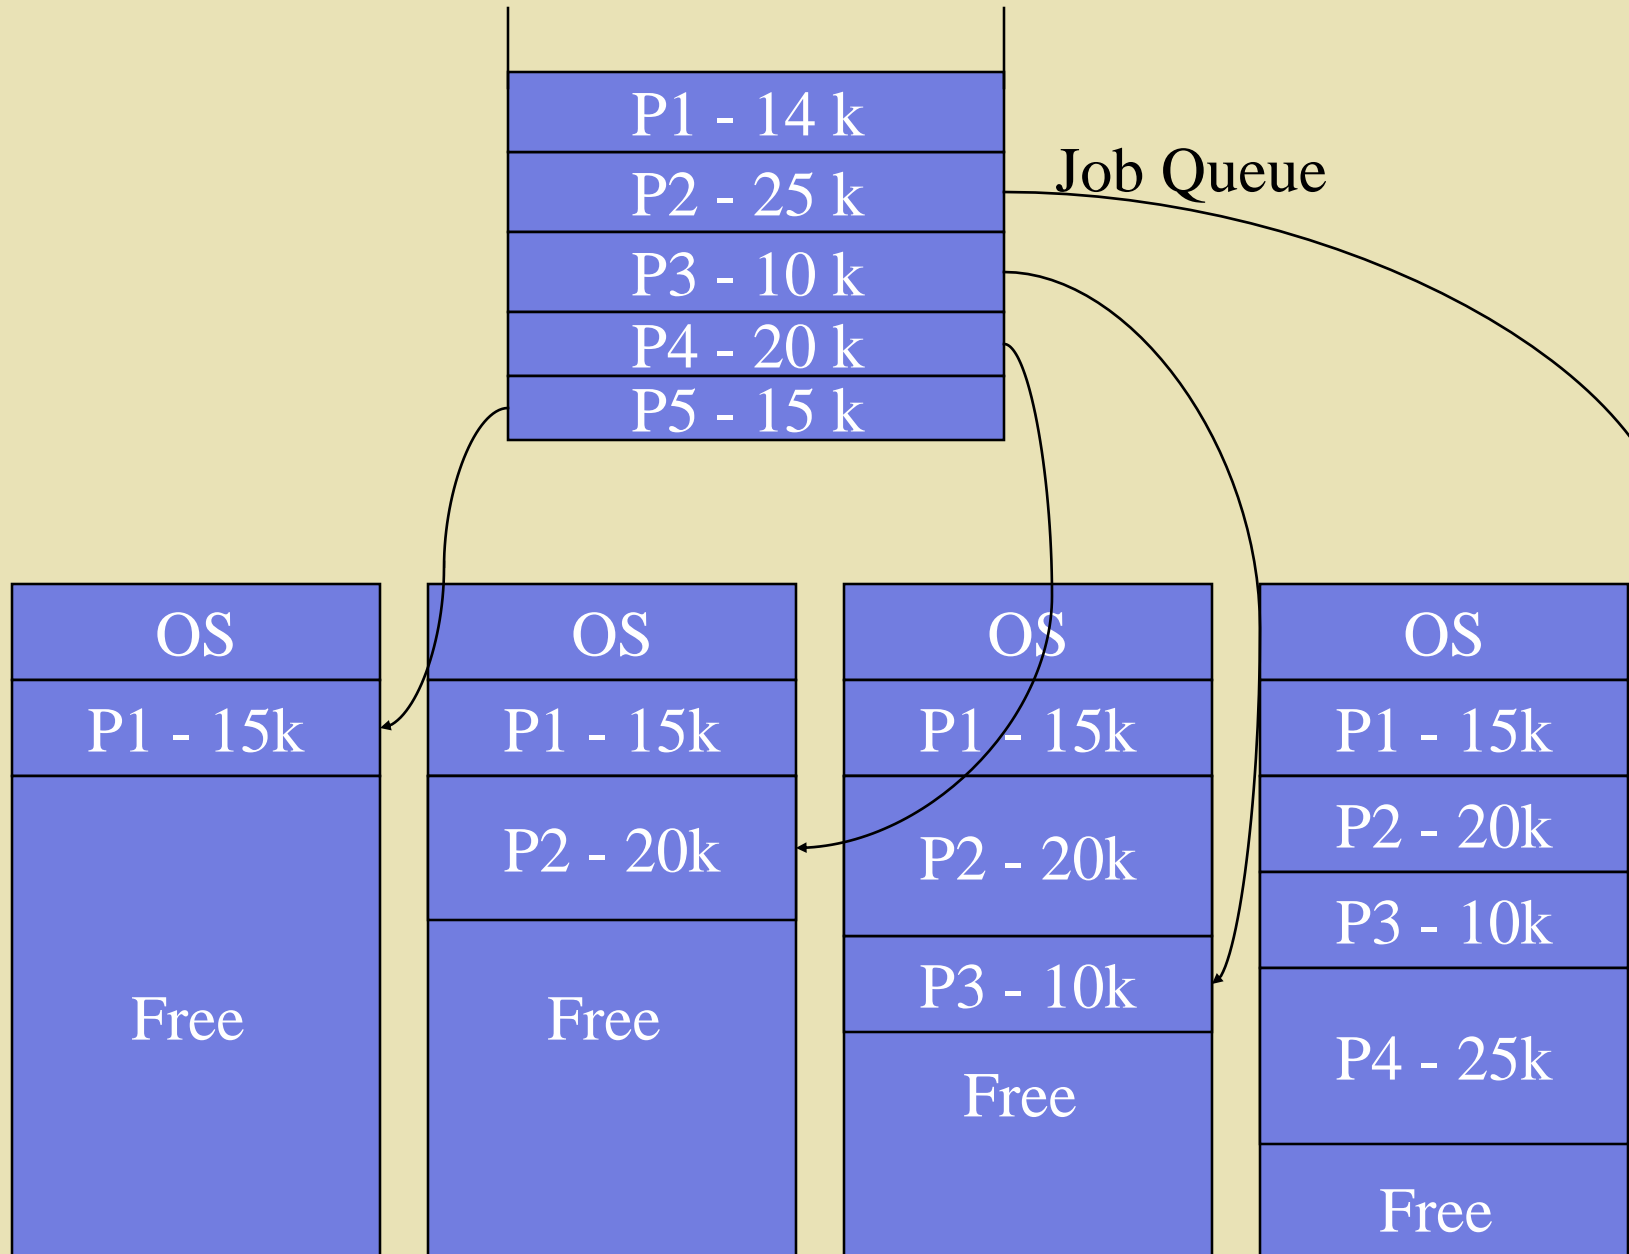 P1 - 14 k
P2 - 25 k
Job Queue
P3 - 10 k
P4 - 20 k
P5 - 15 k
OS
P1 - 15k
Free
OS
P1 - 15k
P2 - 20k
Free
OS
P1 - 15k
P2 - 20k
P3 - 10k
Free
OS
P1 - 15k
P2 - 20k
P3 - 10k
P4 - 25k
Free